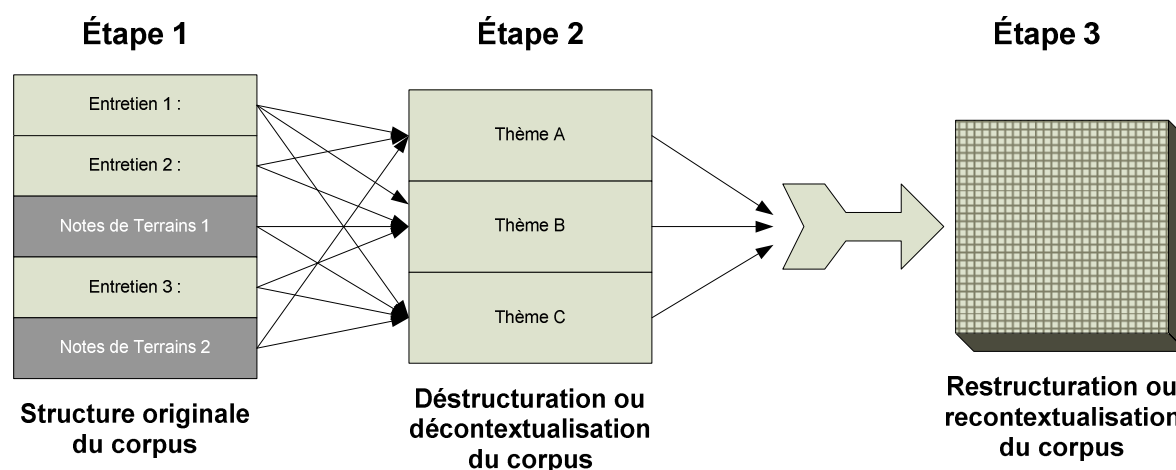 Étape 1
Étape 2
Étape 3
Entretien 1 :
Entretien 2 :
Notes de Terrains 1
Entretien 3 :
Notes de Terrains 2
Thème A
Thème B
Thème C
Structure originale
du corpus
Déstructuration ou
décontextualisation
du corpus
Restructuration ou
recontextualisation
du corpus